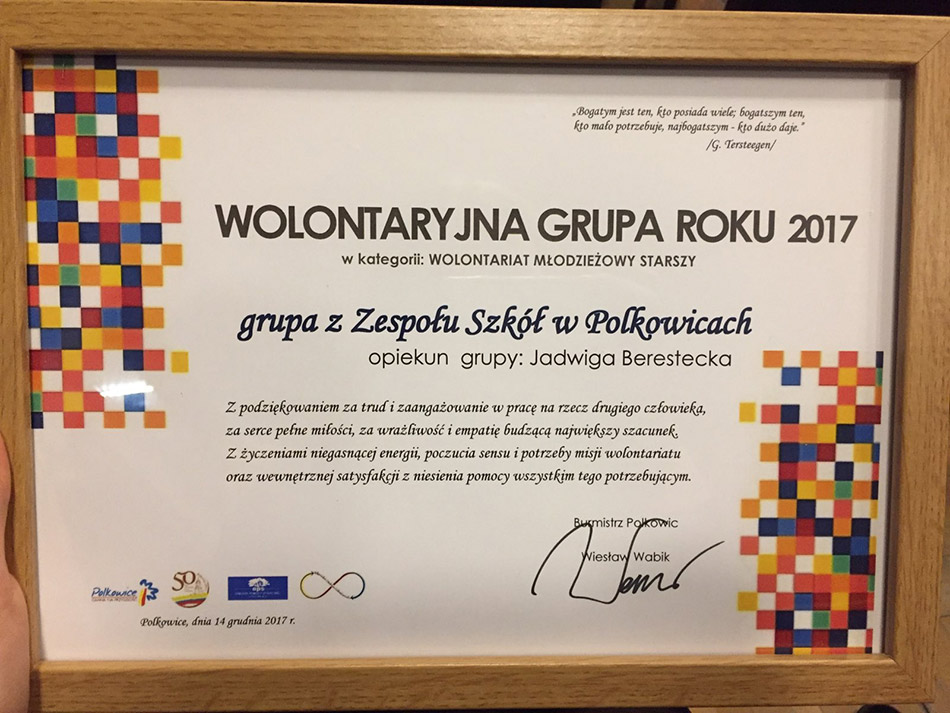 „Bogatym jest ten, kto posiada wiele; bogatszym ten,
kto mało potrzebuje, najbogatszym - kto dużo daje."
/G. Tersteegen/
WOLONTARYJNA GRUPA ROKU 2017
w kategorii: WOLONTARIAT MŁODZIEŻOWY STARSZY
grupa z Zespołu Szkół w Polkowicach
opiekun grupy: Jadwiga Berestecka
Z podziękowaniem za trud i zaangażowanie w pracę na rzecz drugiego człowieka,
za serce pełne miłości, za wrażliwość i empatię budzącą największy szacunek.
Z życzeniami niegasnącej energii, poczucia sensu i potrzeby misji wolontariatu
oraz wewnętrznej satysfakcji z niesienia pomocy wszystkim tego potrzebującym.
Burmistrz Polkowic
Wiesław Wabik
Polkowice
Polkowice, dnia 14 grudnia 2017 r.